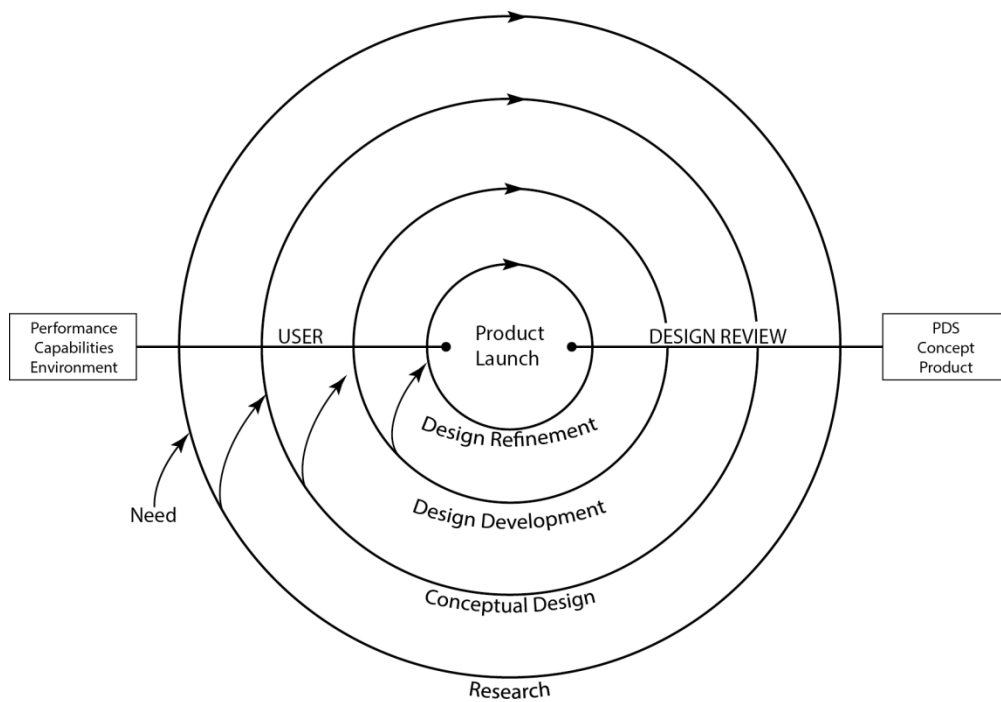 Performance
Capabilities
Environment
USER
Product
Launch
DESIGN REVIEW
PDS
Concept
Product
Design Refinement
Need
Design Development
Conceptual Design
Research